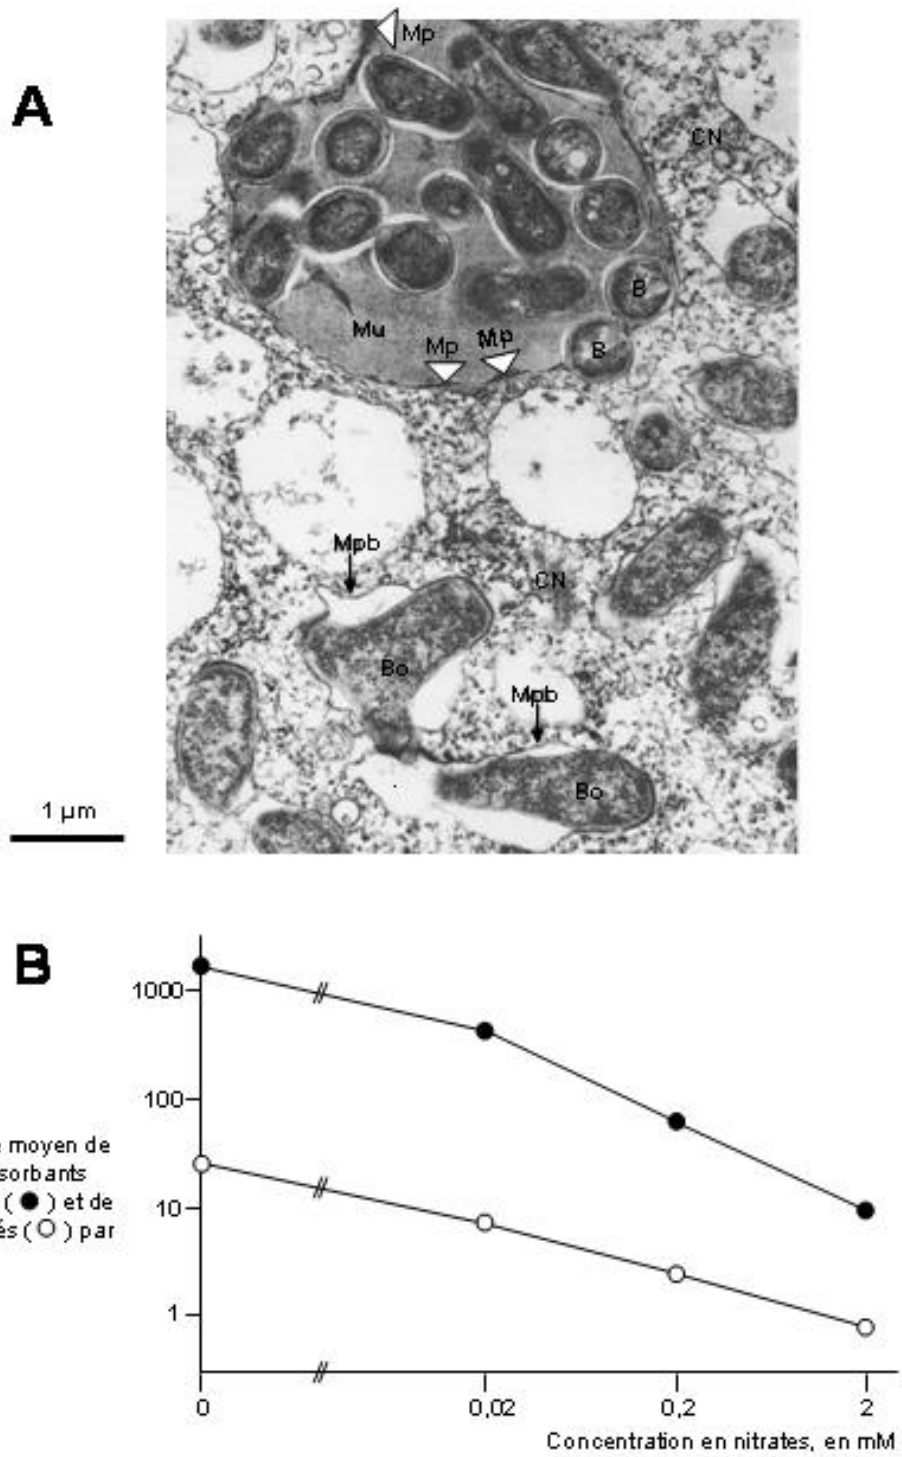 A
Mp
CN
B
Mu
Mp Mp
B
Mpb
CN
Bo
Mpb
1 µm
Bo
B
1000
100
moyen de
sorbants
( ● ) et de
és ( ○ ) par
10
1
0
0,02
0,2
2
Concentration en nitrates, en mM